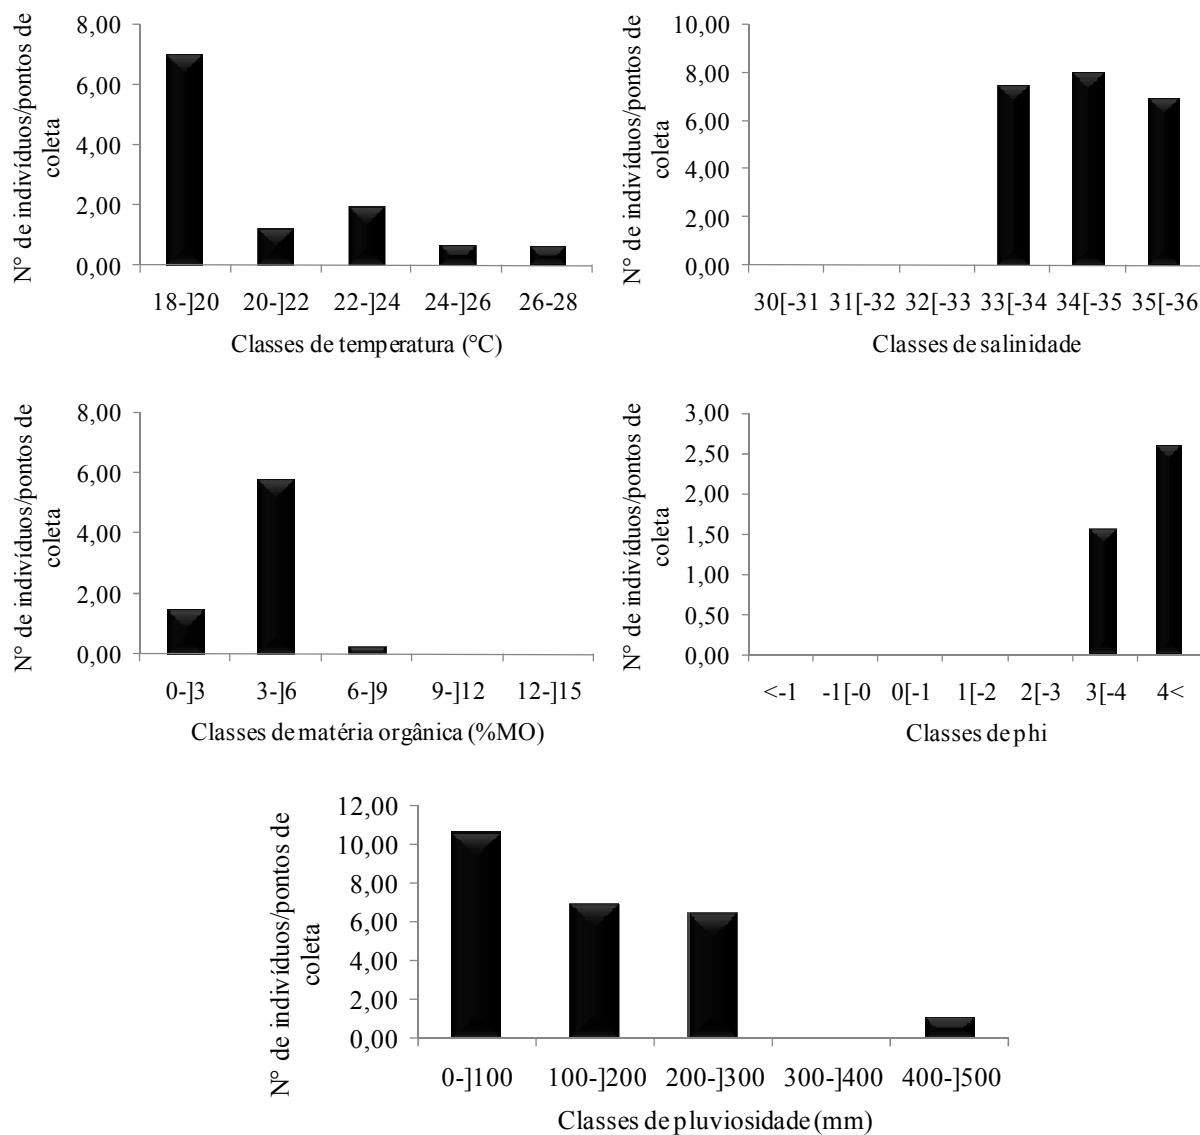 N° de indivíduos/pontos de
coleta
8,00
6,00
4,00
2,00
0,00
18-]20 20-]22 22-]24 24-]26 26-28
Classes de temperatura (°C)
N° de indivíduos/pontos de
coleta
10,00
8,00
6,00
4,00
2,00
0,00
30[-31 31[-32 32[-33 33[-34 34[-35 35[-36
Classes de salinidade
N° de indivíduos/pontos de
coleta
8,00
6,00
4,00
2,00
0,00
0-]3 3-]6 6-]9 9-]12 12-]15
Classes de matéria orgânica (%MO)
N° de indivíduos/pontos de
coleta
3,00
2,50
2,00
1,50
1,00
0,50
0,00
<-1 -1[-0 0[-1 1[-2 2[-3 3[-4 4<
Classes de phi
N° de indivíduos/pontos de
coleta
12,00
10,00
8,00
6,00
4,00
2,00
0,00
0-]100 100-]200 200-]300 300-]400 400-]500
Classes de pluviosidade (mm)